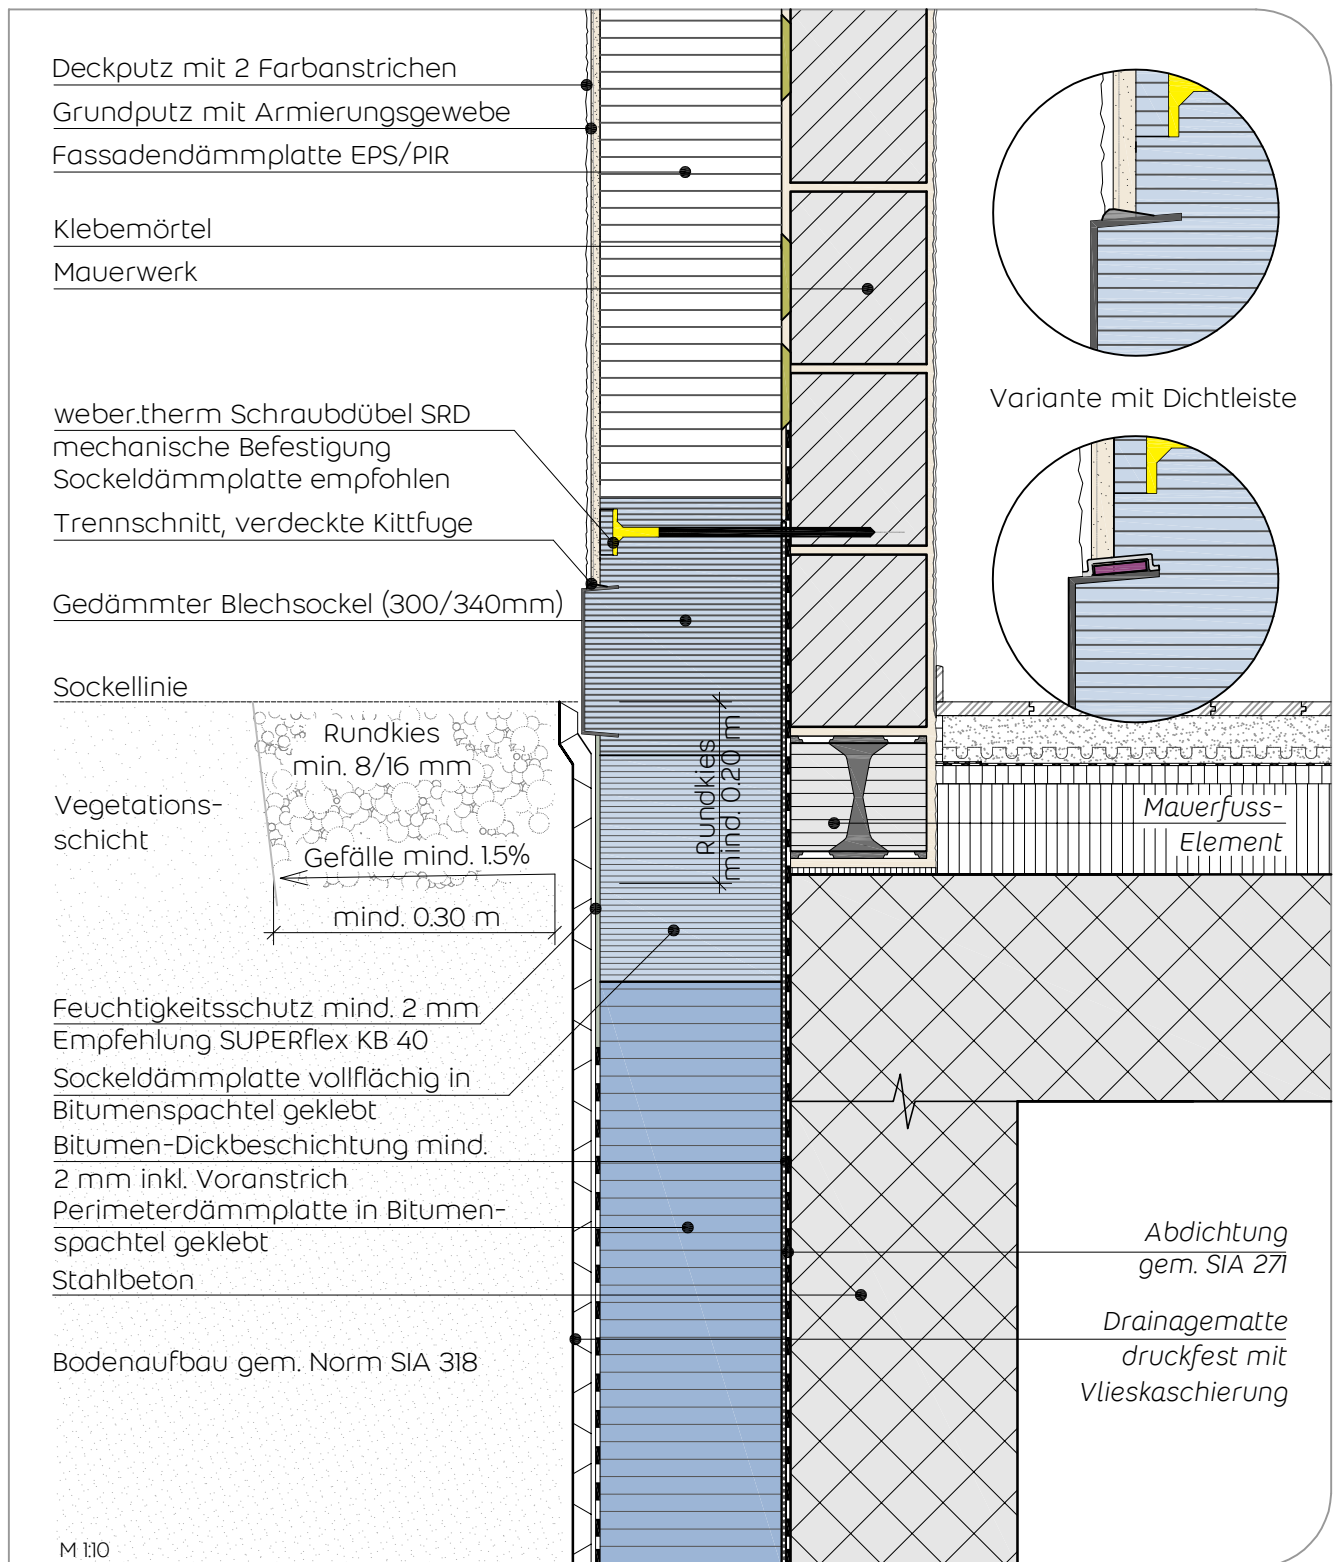 Deckputz mit 2 Farbanstrichen
Grundputz mit Armierungsgewebe
Fassadendämmplatte EPS/PIR
Klebemörtel
Mauerwerk
Variante mit Dichtleiste
weber.therm Schraubdübel SRD
mechanische Befestigung
Sockeldämmplatte empfohlen
Trennschnitt, verdeckte Kittfuge
Gedämmter Blechsockel (300/340mm)
Sockellinie
Rundkies
min. 8/16 mm
Vegetations-
schicht
Gefälle mind. 1.5%
mind. 0.30 m
Rundkies
mind. 0.20 m
Mauerfuss-
Element
Feuchtigkeitsschutz mind. 2 mm
Empfehlung SUPERflex KB 40
Sockeldämmplatte vollflächig in
Bitumenspachtel geklebt
Bitumen-Dickbeschichtung mind.
2 mm inkl. Voranstrich
Perimeterdämmplatte in Bitumen-
spachtel geklebt
Stahlbeton
Bodenaufbau gem. Norm SIA 318
Abdichtung
gem. SIA 271
Drainagematte
druckfest mit
Vlieskaschierung
M 1:10